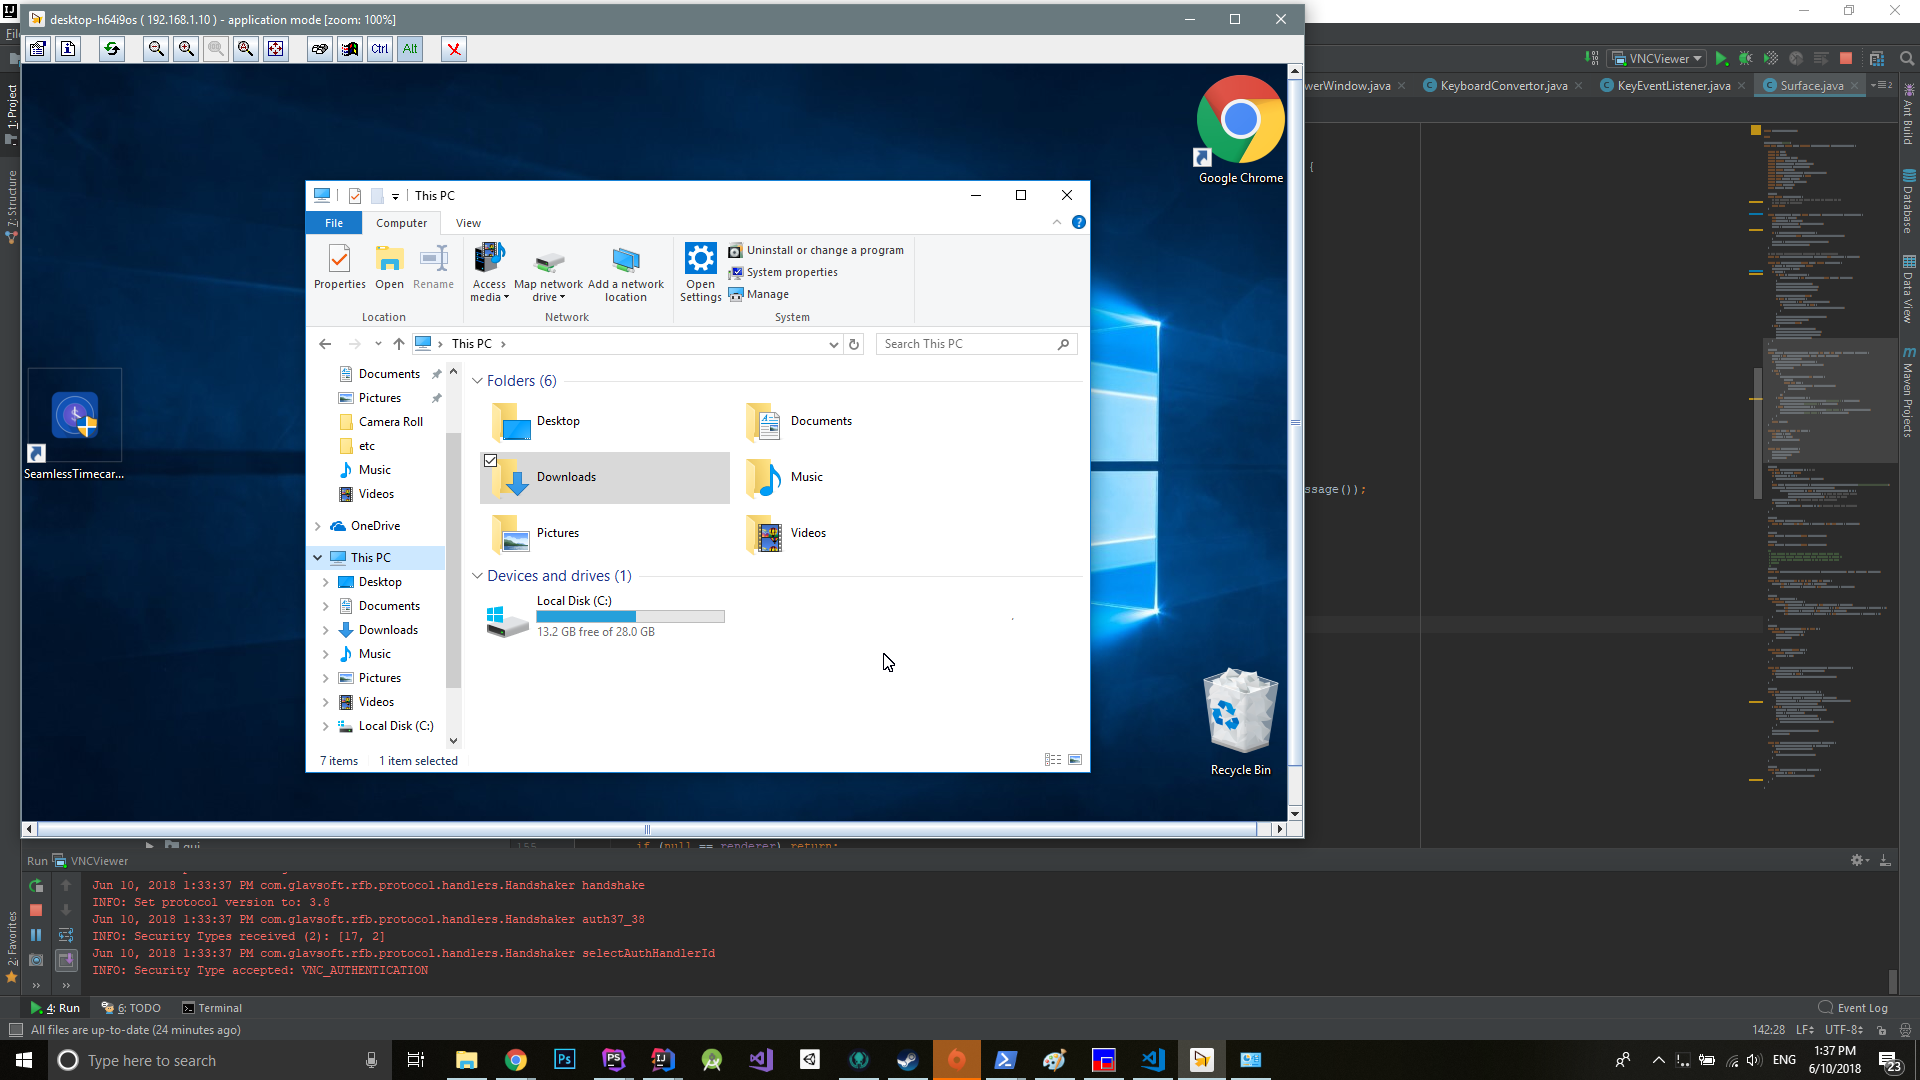 desktop-h64i9os ( 192.168.1.10 ) - application mode [zoom: 100%]
Ctrl
Alt
VNCViewer
werWindow.java
KeyboardConvertor.java
KeyEventListener.java
Surface.java
1: Project
7: Structure
2: Favorites
Ant Build
Database
Data View
Maven Projects
Google Chrome
SeamlessTimecar...
Recycle Bin
This PC
File
Computer
View
Properties
Open
Rename
Location
Access media
Map network drive
Add a network location
Network
Open Settings
Uninstall or change a program
System properties
Manage
System
This PC
Search This PC
Documents
Pictures
Camera Roll
etc
Music
Videos
OneDrive
This PC
Desktop
Documents
Downloads
Music
Pictures
Videos
Local Disk (C:)
Folders (6)
Desktop
Documents
Downloads
Music
Pictures
Videos
Devices and drives (1)
Local Disk (C:)
13.2 GB free of 28.0 GB
7 items
1 item selected
{
ssage());
gui
155
if (null == renderer) return;
Run
VNCViewer
Jun 10, 2018 1:33:37 PM com.glavsoft.rfb.protocol.handlers.Handshaker handshake
INFO: Set protocol version to: 3.8
Jun 10, 2018 1:33:37 PM com.glavsoft.rfb.protocol.handlers.Handshaker auth37_38
INFO: Security Types received (2): [17, 2]
Jun 10, 2018 1:33:37 PM com.glavsoft.rfb.protocol.handlers.Handshaker selectAuthHandlerId
INFO: Security Type accepted: VNC_AUTHENTICATION
4: Run
6: TODO
Terminal
Event Log
All files are up-to-date (24 minutes ago)
142:28
LF
UTF-8
Type here to search
Ps
PS
IJ
ENG
1:37 PM
6/10/2018
23